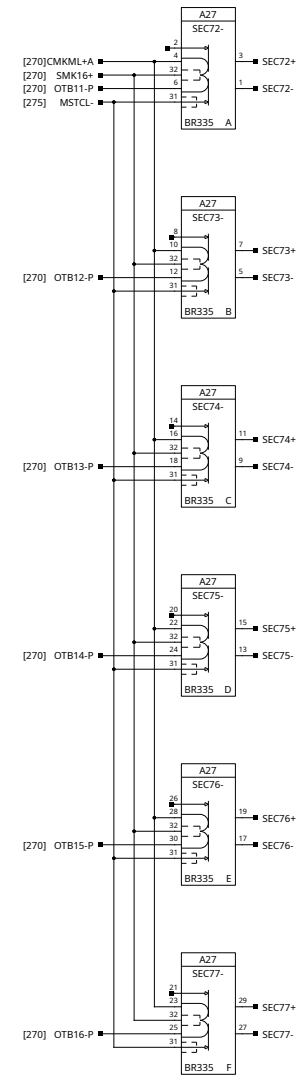 A27
SEC72-
2
[270] CMKML+A 4 3 SEC72+
[270] SMK16+ 32
[270] OTB11-P 6 1 SEC72-
[275] MSTCL- 31
BR335 A
A27
SEC73-
8
10 7 SEC73+
32
[270] OTB12-P 12 5 SEC73-
31
BR335 B
A27
SEC74-
14
16 11 SEC74+
32
[270] OTB13-P 18 9 SEC74-
31
BR335 C
A27
SEC75-
20
22 15 SEC75+
32
[270] OTB14-P 24 13 SEC75-
31
BR335 D
A27
SEC76-
26
28 19 SEC76+
32
[270] OTB15-P 30 17 SEC76-
31
BR335 E
A27
SEC77-
21
23 29 SEC77+
32
[270] OTB16-P 25 27 SEC77-
31
BR335 F